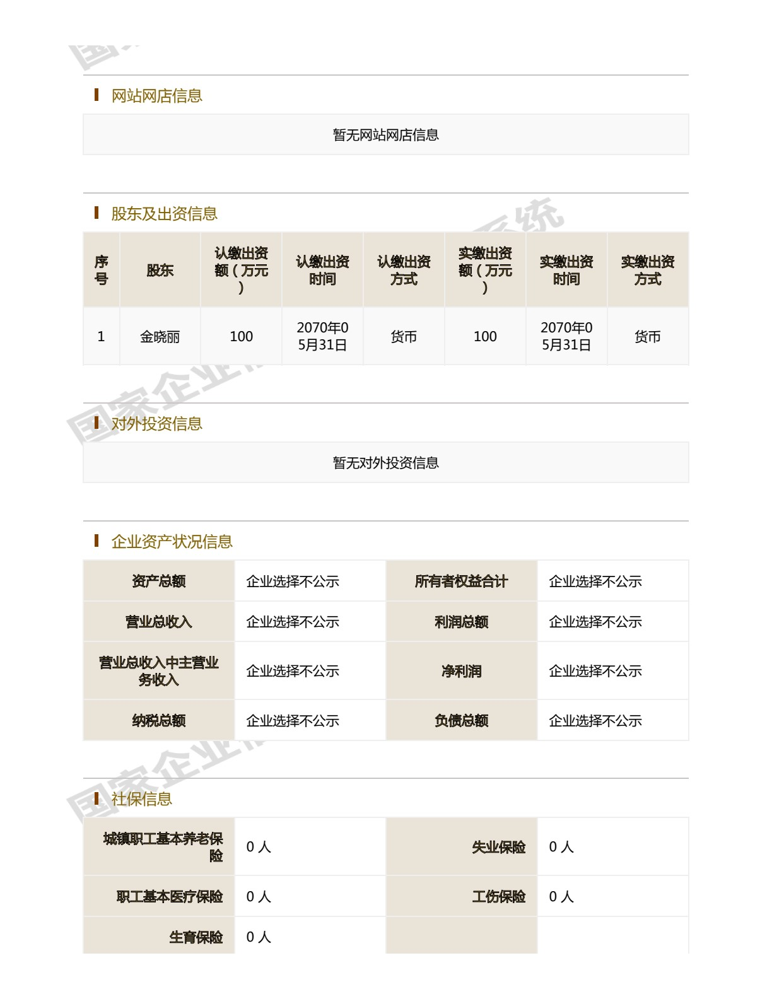 网站网店信息
暂无网站网店信息
系统
股东及出资信息
序号 股东 认缴出资额（万元） 认缴出资时间 认缴出资方式 实缴出资额（万元） 实缴出资时间 实缴出资方式
1 金晓丽 100 2070年05月31日 货币 100 2070年05月31日 货币
国家企业信
对外投资信息
暂无对外投资信息
企业资产状况信息
资产总额 企业选择不公示 所有者权益合计 企业选择不公示
营业总收入 企业选择不公示 利润总额 企业选择不公示
营业总收入中主营业务收入 企业选择不公示 净利润 企业选择不公示
纳税总额 企业选择不公示 负债总额 企业选择不公示
国家企业信
社保信息
城镇职工基本养老保险 0 人 失业保险 0 人
职工基本医疗保险 0 人 工伤保险 0 人
生育保险 0 人